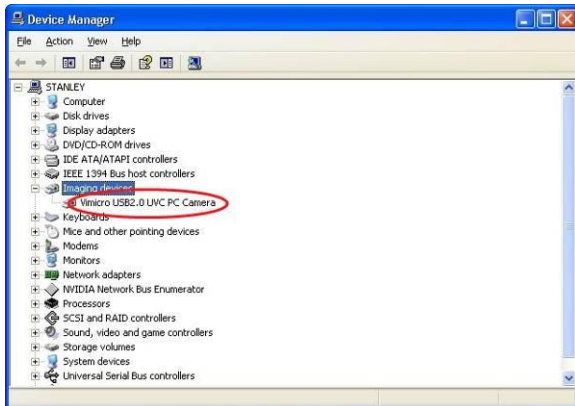 Device Manager
File Action View Help
STANLEY
Computer
Disk drives
Display adapters
DVD/CD-ROM drives
IDE ATA/ATAPI controllers
IEEE 1394 Bus host controllers
Imaging devices
Vimicro USB2.0 UVC PC Camera
Keyboards
Mice and other pointing devices
Modems
Monitors
Network adapters
NVIDIA Network Bus Enumerator
Processors
SCSI and RAID controllers
Sound, video and game controllers
Storage volumes
System devices
Universal Serial Bus controllers